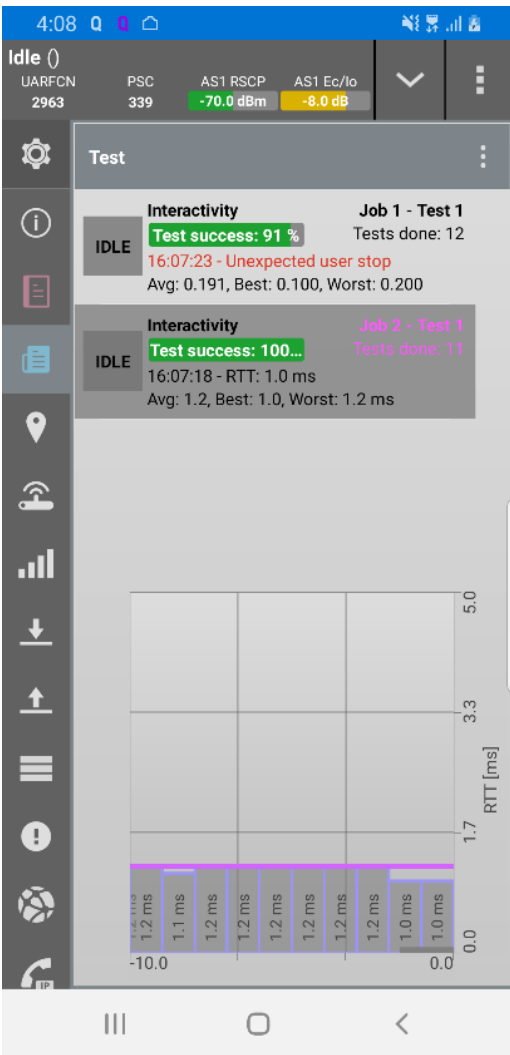 4:08 Q Q
Idle ()
UARFCN PSC AS1 RSCP AS1 Ec/Io
2963 339 -70.0 dBm -8.0 dB
Test
Interactivity Job 1 - Test 1
IDLE Test success: 91 % Tests done: 12
16:07:23 - Unexpected user stop
Avg: 0.191, Best: 0.100, Worst: 0.200
Interactivity Job 2 - Test 1
IDLE Test success: 100... Tests done: 11
16:07:18 - RTT: 1.0 ms
Avg: 1.2, Best: 1.0, Worst: 1.2 ms
5.0
3.3
RTT [ms]
1.7
1.2 ms 1.2 ms 1.1 ms 1.2 ms 1.2 ms 1.2 ms 1.2 ms 1.2 ms 1.2 ms 1.0 ms 1.0 ms
0.0
-10.0 0.0
IP